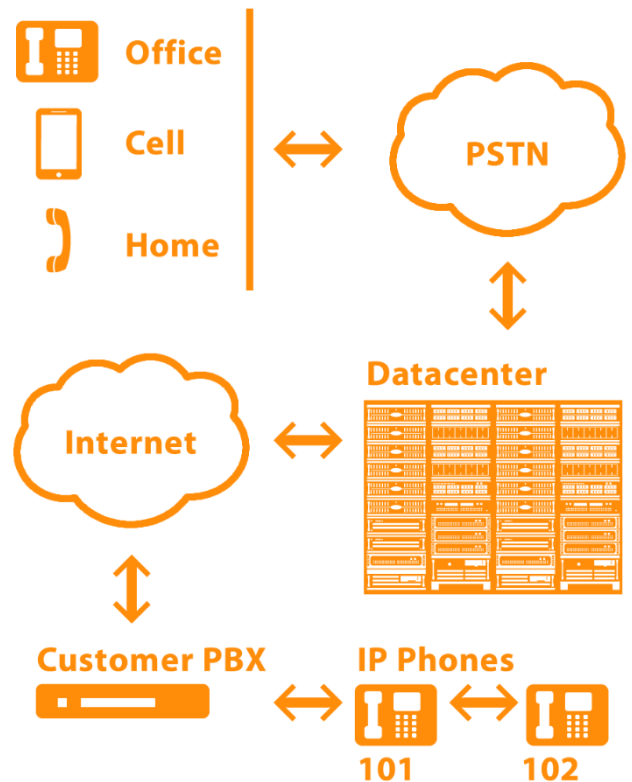 Office
Cell
Home
PSTN
Datacenter
Internet
Customer PBX
IP Phones
101
102